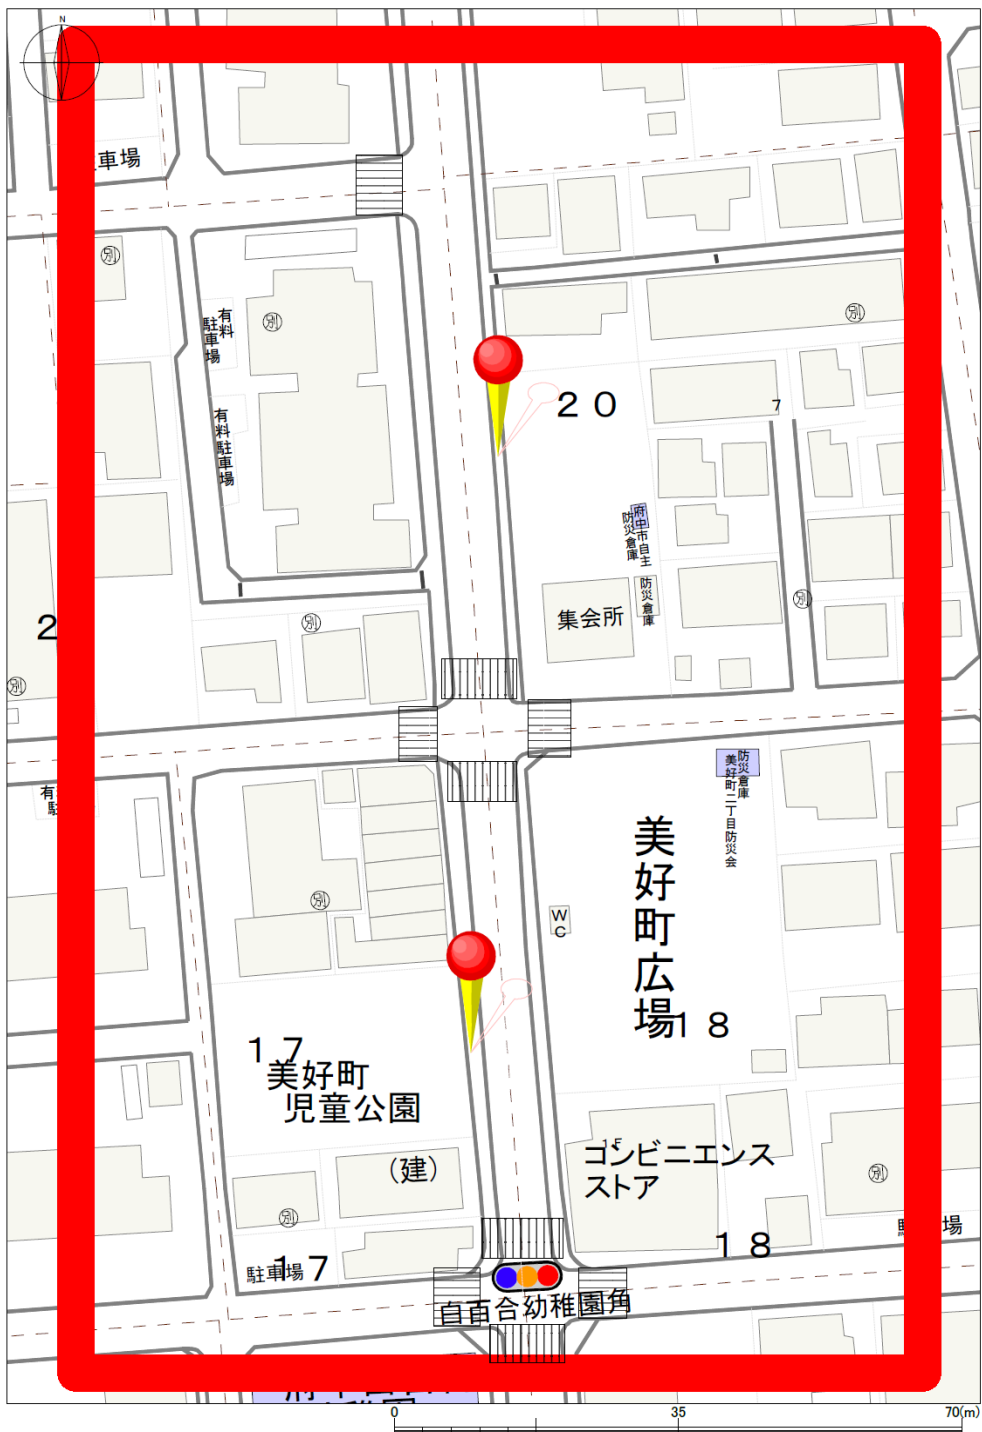 N
車場
有料
駐車場
有料駐車場
20
7
府中市自主
防災倉庫
防災倉庫
集会所
2
有
駐
防災倉庫
美好町二丁目防災会
美好町広場
WC
18
17
美好町
児童公園
(建)
1F
コンビニエンス
ストア
18
駐車場
17
場
自百合幼稚園角
0
35
70(m)